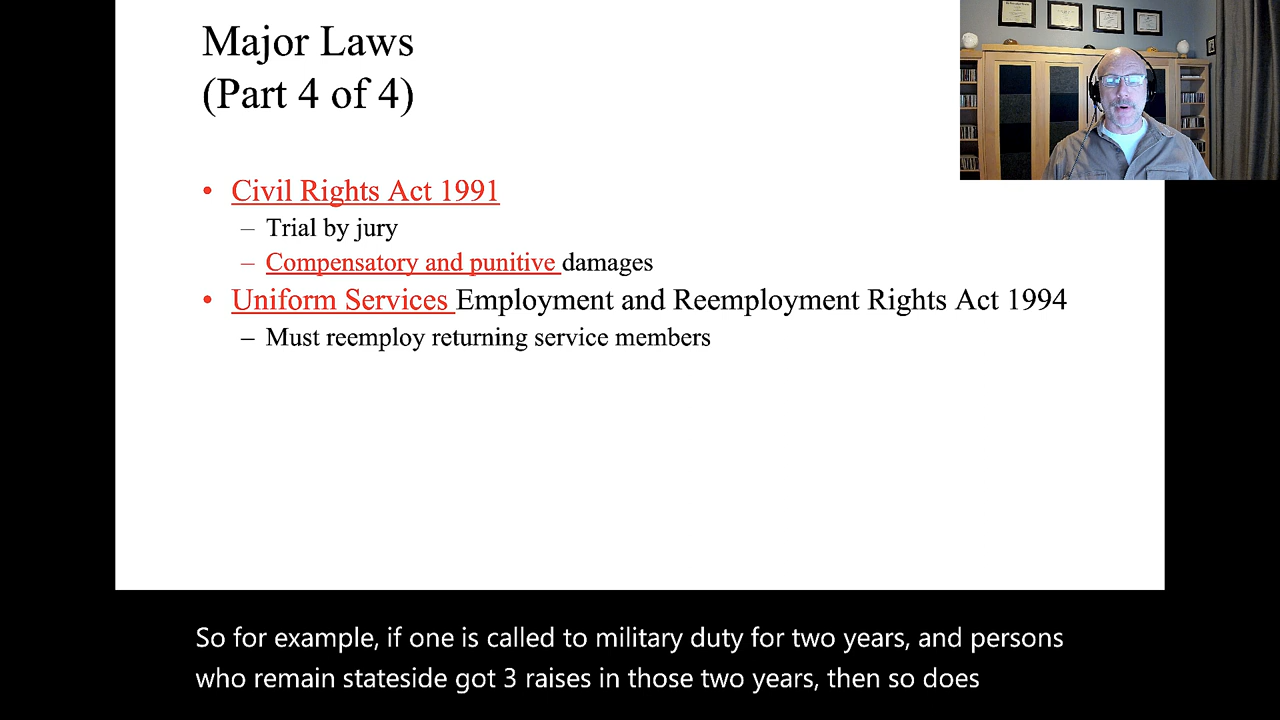 Major Laws
(Part 4 of 4)
• Civil Rights Act 1991
– Trial by jury
– Compensatory and punitive damages
• Uniform Services Employment and Reemployment Rights Act 1994
– Must reemploy returning service members
So for example, if one is called to military duty for two years, and persons
who remain stateside got 3 raises in those two years, then so does